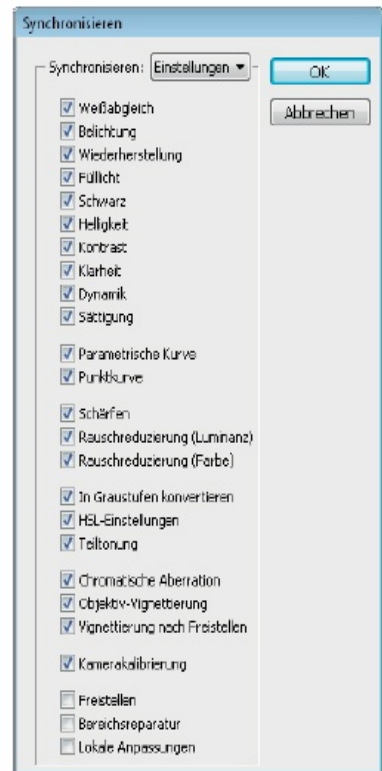 Synchronisieren
Synchronisieren: Einstellungen
OK
Abbrechen
Weißabgleich
Belichtung
Wiederherstellung
Füllicht
Schwarz
Helligkeit
Kontrast
Klarheit
Dynamik
Sättigung
Parametrische Kurve
Punktkurve
Schärfen
Rauschreduzierung (Luminanz)
Rauschreduzierung (Farbe)
In Graustufen konvertieren
HSL-Einstellungen
Teiltonung
Chromatische Aberration
Objektiv-Vignettierung
Vignettierung nach Freistellen
Kamerakalibrierung
Freistellen
Bereichsreparatur
Lokale Anpassungen